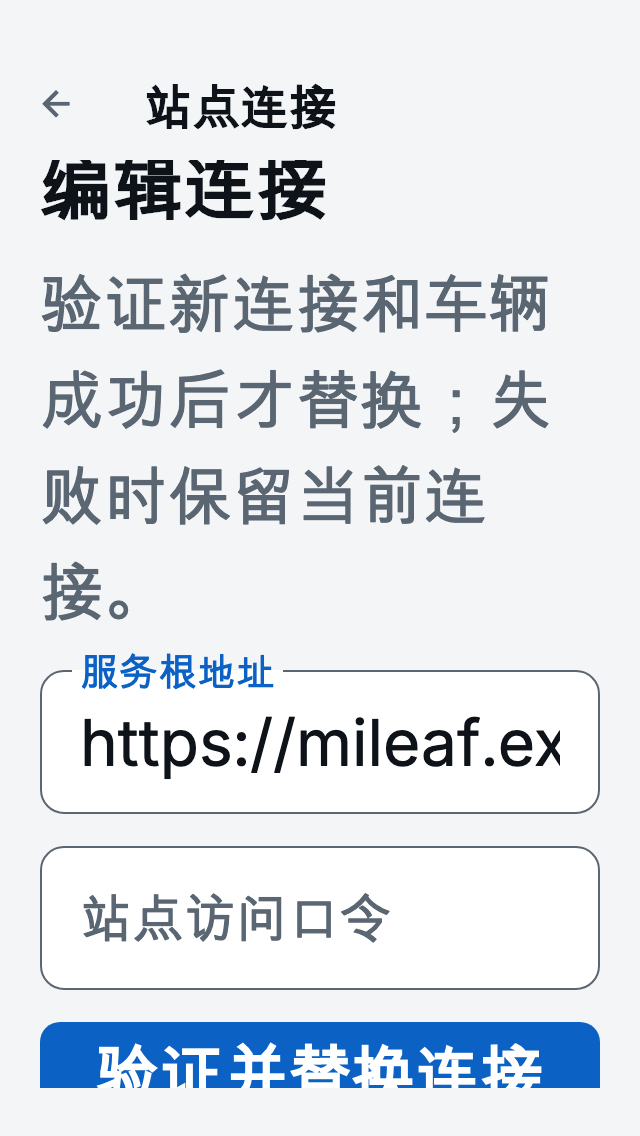 站点连接
编辑连接
验证新连接和车辆
成功后才替换；失
败时保留当前连
接。
服务根地址
https://mileaf.ex
站点访问口令
验证并替换连接